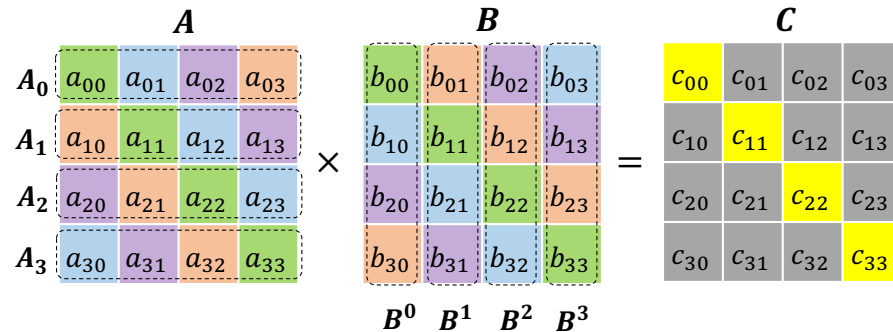 A B C
A₀ a₀₀ a₀₁ a₀₂ a₀₃ b₀₀ b₀₁ b₀₂ b₀₃ c₀₀ c₀₁ c₀₂ c₀₃
A₁ a₁₀ a₁₁ a₁₂ a₁₃ b₁₀ b₁₁ b₁₂ b₁₃ c₁₀ c₁₁ c₁₂ c₁₃
× =
A₂ a₂₀ a₂₁ a₂₂ a₂₃ b₂₀ b₂₁ b₂₂ b₂₃ c₂₀ c₂₁ c₂₂ c₂₃
A₃ a₃₀ a₃₁ a₃₂ a₃₃ b₃₀ b₃₁ b₃₂ b₃₃ c₃₀ c₃₁ c₃₂ c₃₃
B⁰ B¹ B² B³